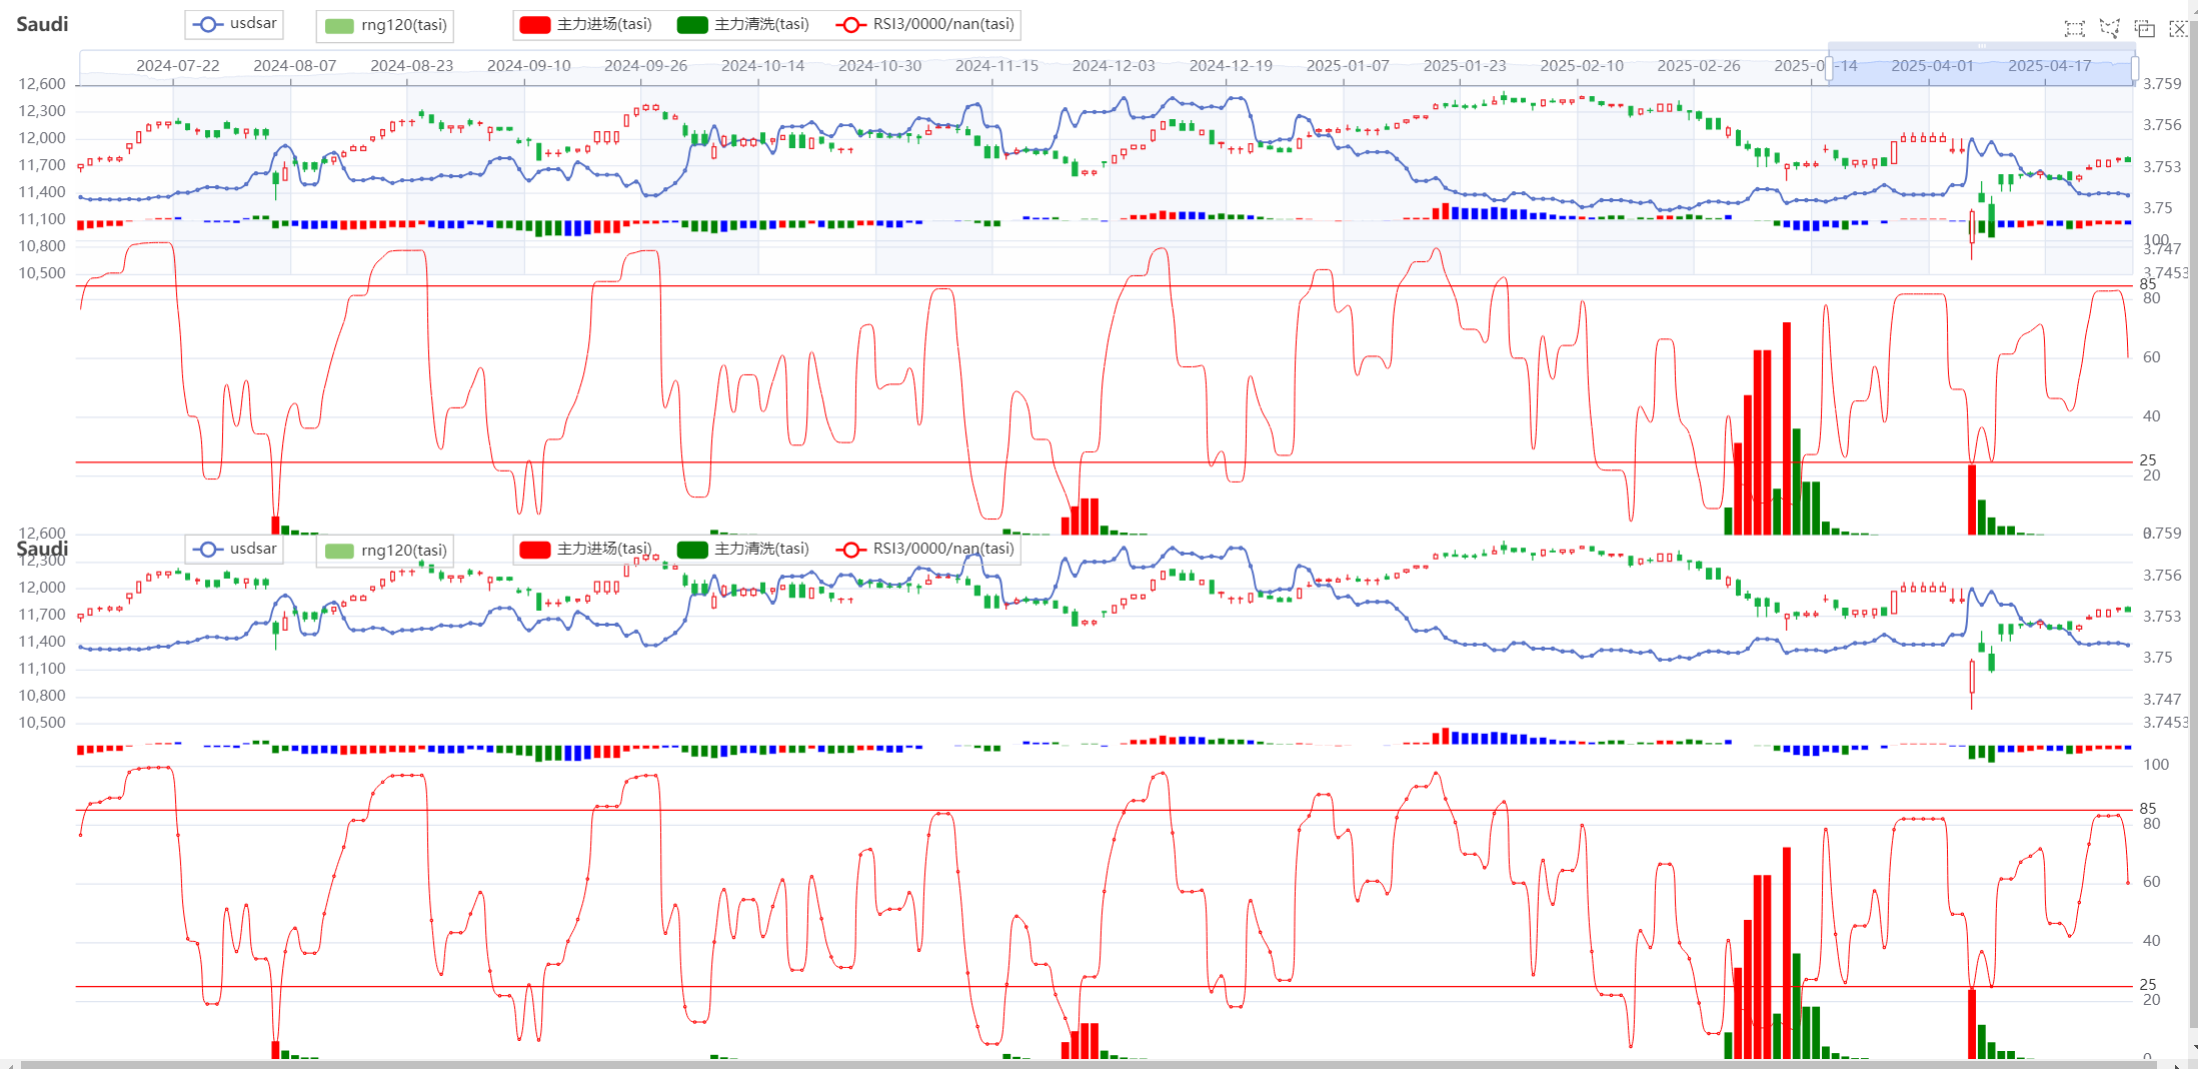 Saudi
usdsar
rng120(tasi)
主力进场(tasi)
主力清洗(tasi)
RSI3/0000/nan(tasi)
2024-07-22 2024-08-07 2024-08-23 2024-09-10 2024-09-26 2024-10-14 2024-10-30 2024-11-15 2024-12-03 2024-12-19 2025-01-07 2025-01-23 2025-02-10 2025-02-26 2025-03-14 2025-04-01 2025-04-17
12,600 3.759
12,300
12,000 3.756
11,700 3.753
11,400
11,100 3.75
10,800 100
3.747
10,500 3.7453
85
80
60
40
25
20
12,600 3.759
Saudi
usdsar
rng120(tasi)
主力进场(tasi)
主力清洗(tasi)
RSI3/0000/nan(tasi)
12,300
12,000 3.756
11,700 3.753
11,400
11,100 3.75
10,800 3.747
10,500 3.7453
100
85
80
60
40
25
20
0